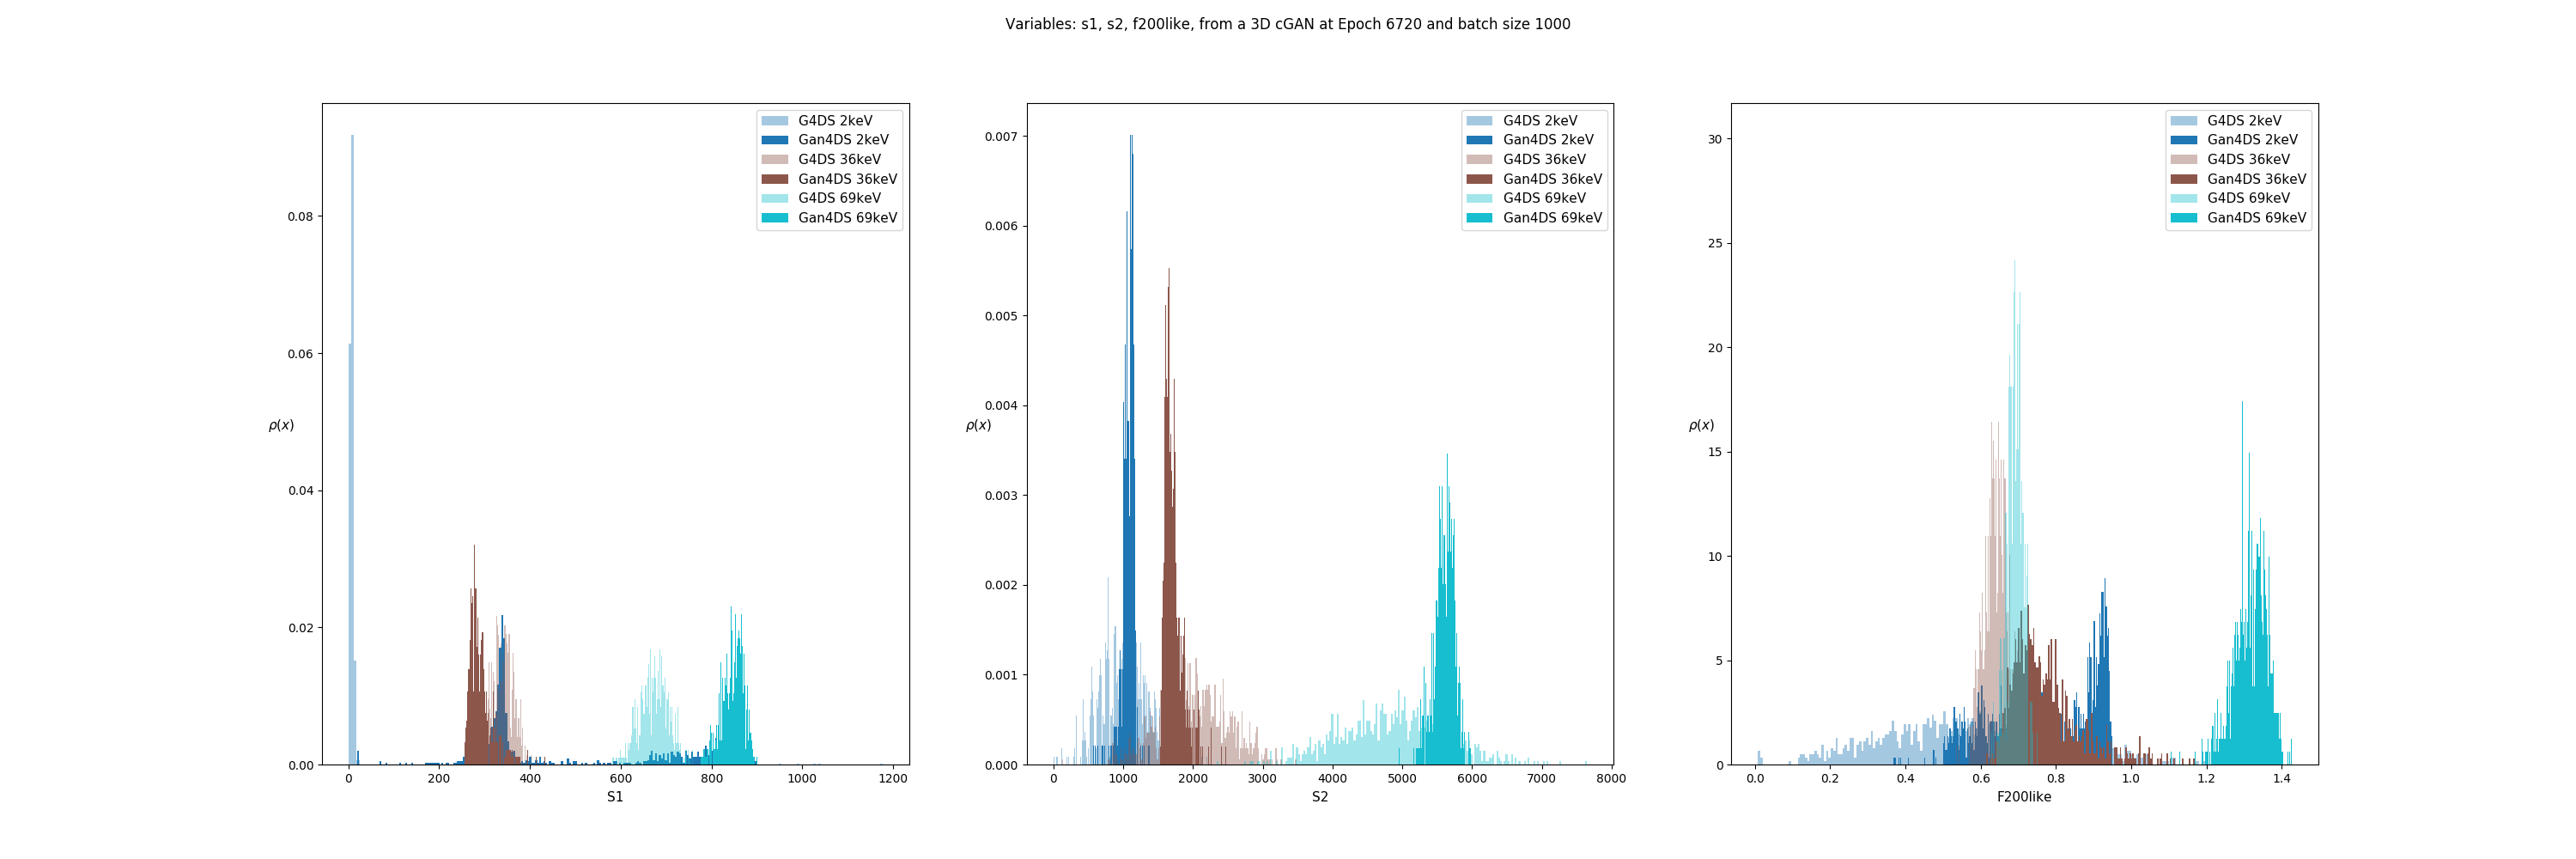 Variables: s1, s2, f200like, from a 3D cGAN at Epoch 6720 and batch size 1000
G4DS 2keV
Gan4DS 2keV
G4DS 36keV
Gan4DS 36keV
G4DS 69keV
Gan4DS 69keV
0.08
0.06
ρ(x)
0.04
0.02
0.00
0 200 400 600 800 1000 1200
S1
G4DS 2keV
Gan4DS 2keV
G4DS 36keV
Gan4DS 36keV
G4DS 69keV
Gan4DS 69keV
0.007
0.006
0.005
0.004
ρ(x)
0.003
0.002
0.001
0.000
0 1000 2000 3000 4000 5000 6000 7000 8000
S2
G4DS 2keV
Gan4DS 2keV
G4DS 36keV
Gan4DS 36keV
G4DS 69keV
Gan4DS 69keV
30
25
20
ρ(x)
15
10
5
0
0.0 0.2 0.4 0.6 0.8 1.0 1.2 1.4
F200like